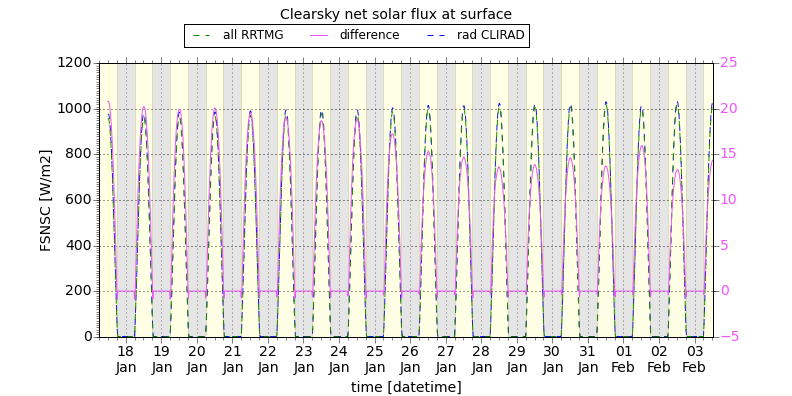 Clearsky net solar flux at surface
all RRTMG difference rad CLIRAD
FSNSC [W/m2]
1200
1000
800
600
400
200
0
25
20
15
10
5
0
−5
18 19 20 21 22 23 24 25 26 27 28 29 30 31 01 02 03
Jan Jan Jan Jan Jan Jan Jan Jan Jan Jan Jan Jan Jan Jan Feb Feb Feb
time [datetime]